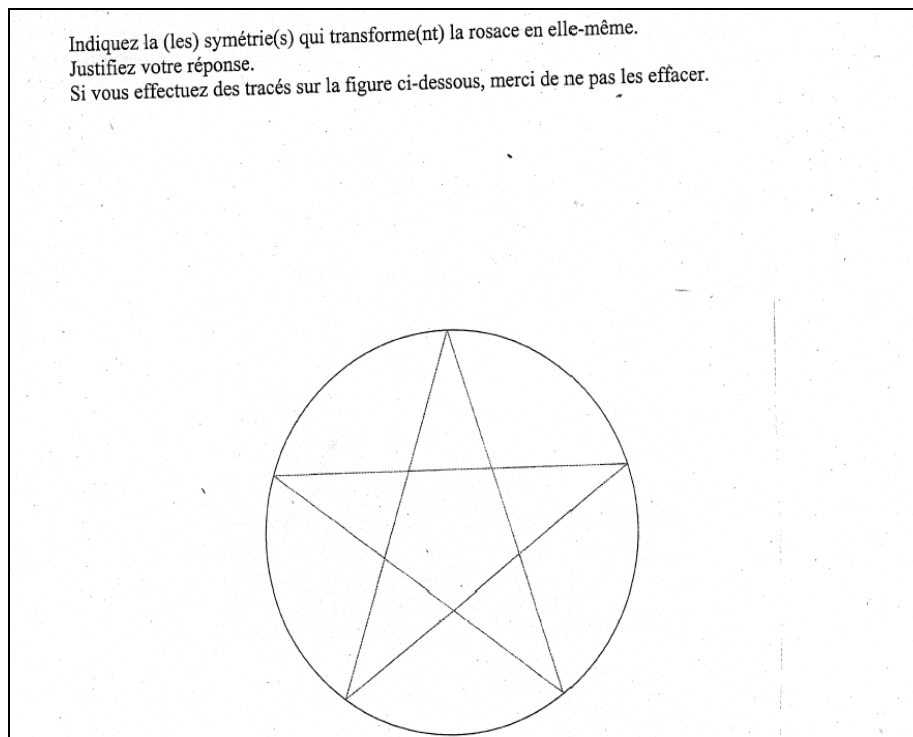 Indiquez la (les) symétrie(s) qui transforme(nt) la rosace en elle-même.
Justifiez votre réponse.
Si vous effectuez des tracés sur la figure ci-dessous, merci de ne pas les effacer.